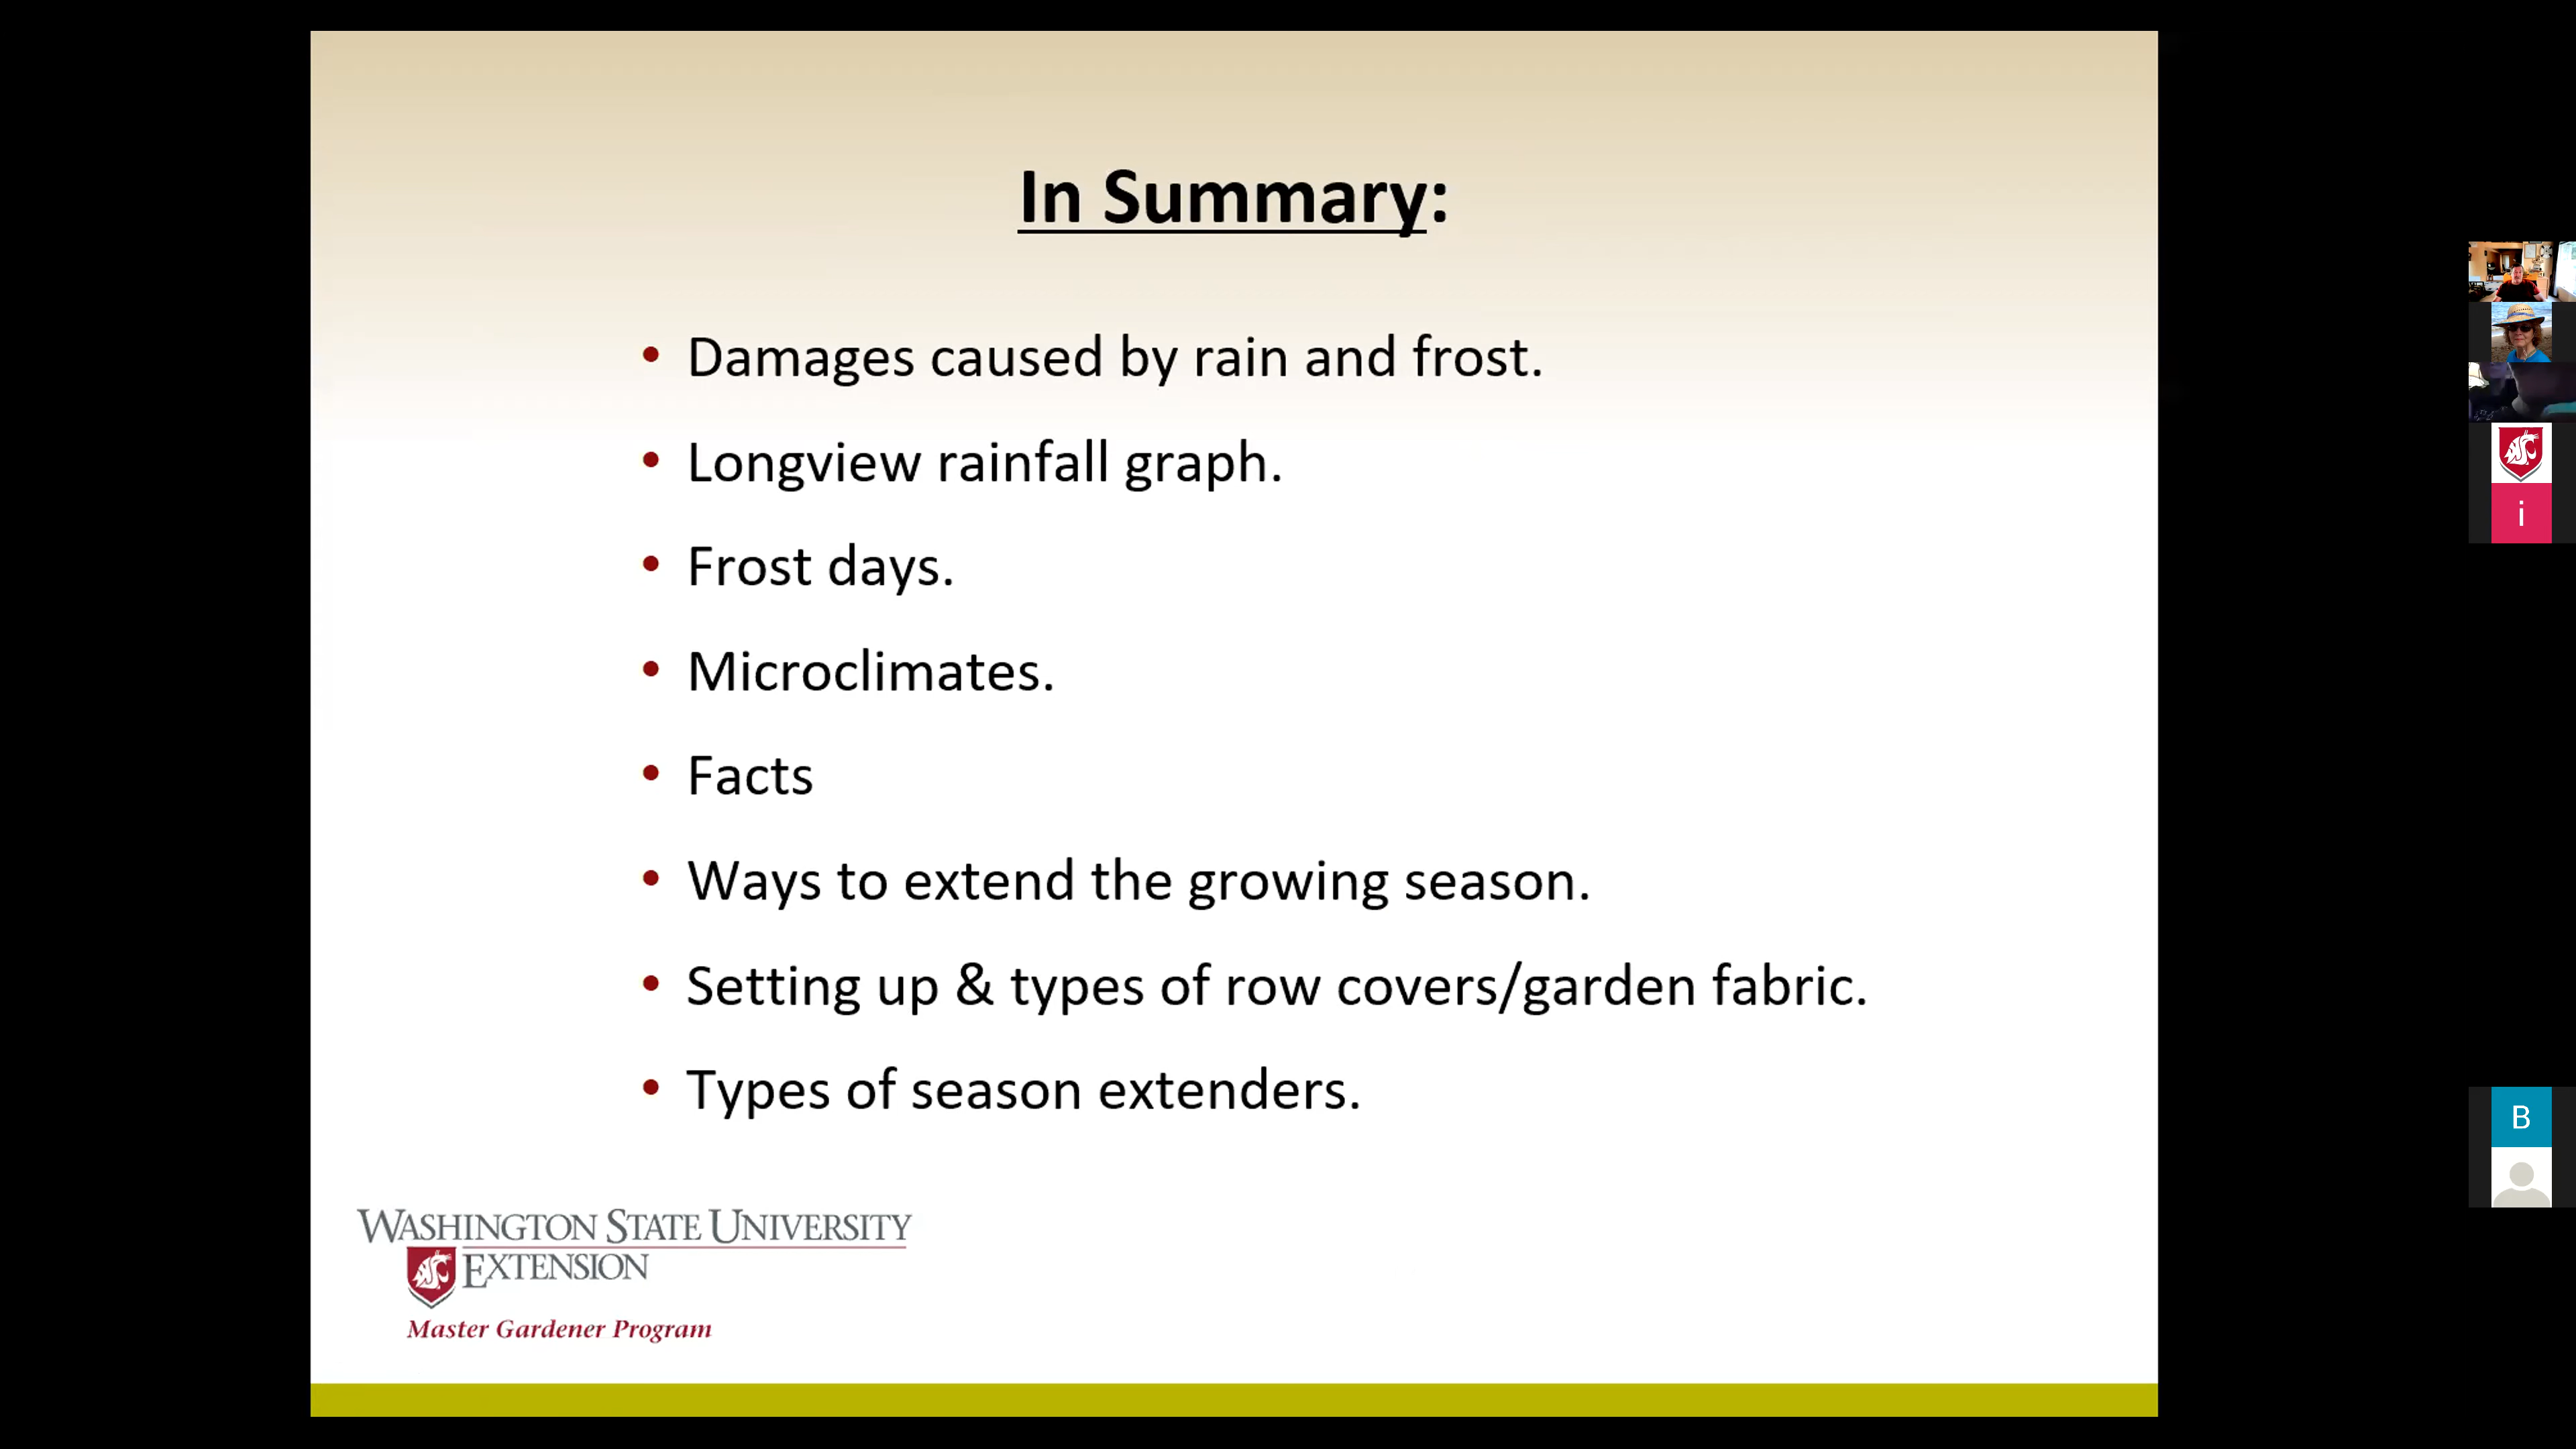 In Summary:
• Damages caused by rain and frost.
• Longview rainfall graph.
• Frost days.
• Microclimates.
• Facts
• Ways to extend the growing season.
• Setting up & types of row covers/garden fabric.
• Types of season extenders.
WASHINGTON STATE UNIVERSITY
EXTENSION
Master Gardener Program
i
B